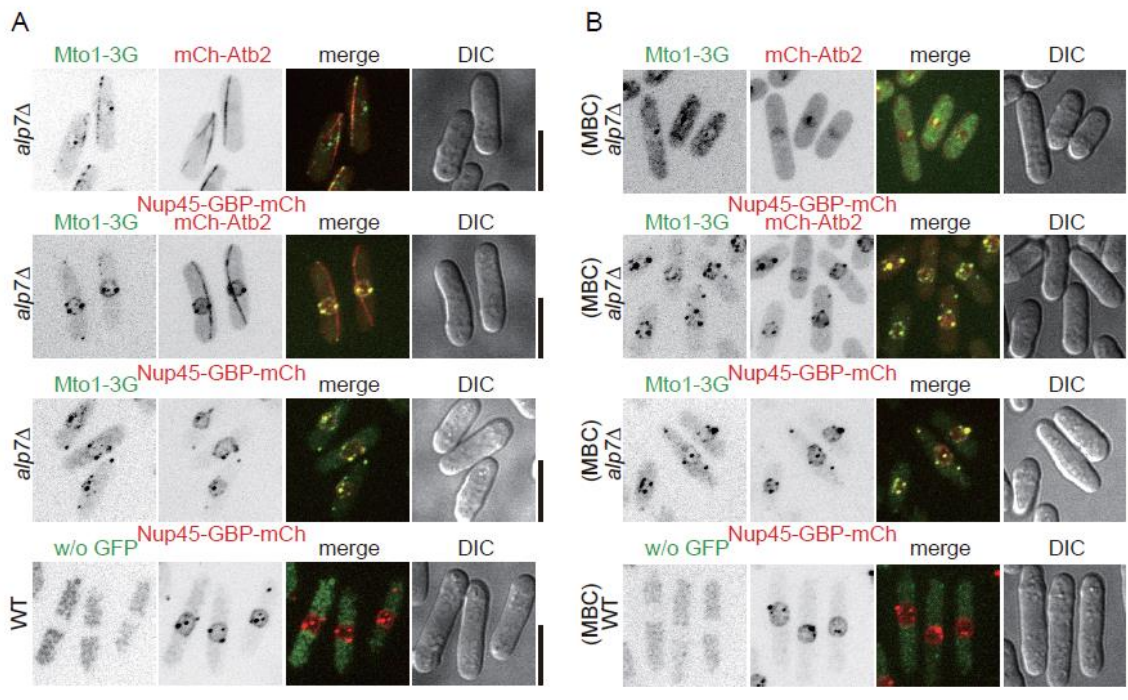 A
Mto1-3G mCh-Atb2 merge DIC
alp7Δ
Nup45-GBP-mCh
Mto1-3G mCh-Atb2 merge DIC
alp7Δ
Mto1-3G Nup45-GBP-mCh merge DIC
alp7Δ
w/o GFP Nup45-GBP-mCh merge DIC
WT
B
Mto1-3G mCh-Atb2 merge DIC
(MBC)
alp7Δ
Nup45-GBP-mCh
Mto1-3G mCh-Atb2 merge DIC
(MBC)
alp7Δ
Mto1-3G Nup45-GBP-mCh merge DIC
(MBC)
alp7Δ
w/o GFP Nup45-GBP-mCh merge DIC
(MBC)
WT